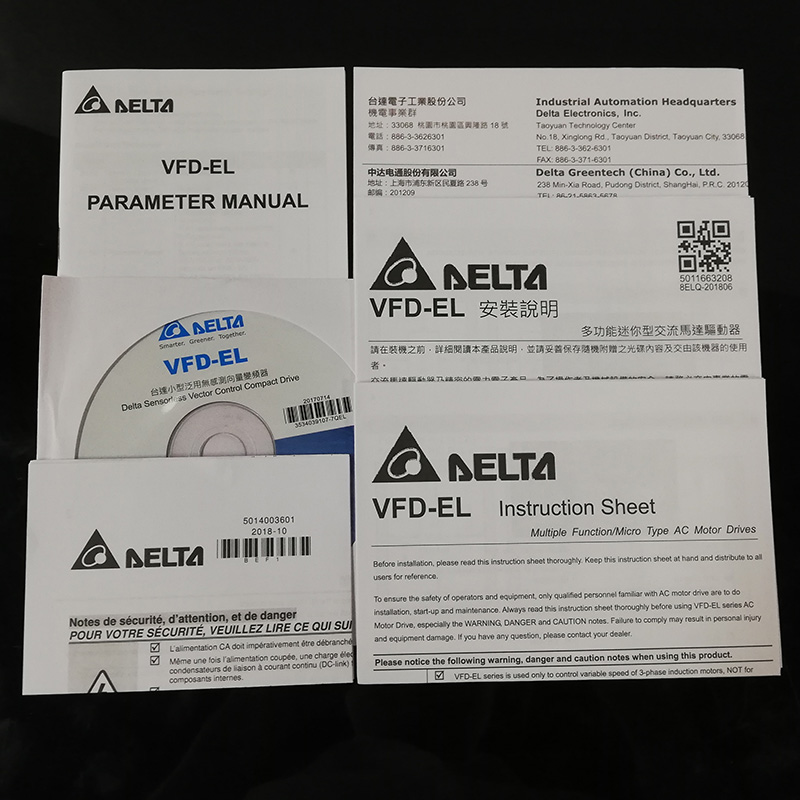 DELTA
VFD-EL
PARAMETER MANUAL
台達電子工業股份公司
機電事業群
地址：33068 桃園市桃園區興隆路 18 號
電話：886-3-3626301
傳真：886-3-3716301
Industrial Automation Headquarters
Delta Electronics, Inc.
Taoyuan Technology Center
No.18, Xinglong Rd., Taoyuan District, Taoyuan City, 33068
TEL: 886-3-362-6301
FAX: 886-3-371-6301
中达电通股份有限公司
地址：上海市浦东新区民夏路 238 号
邮编：201209
Delta Greentech (China) Co., Ltd.
238 Min-Xia Road, Pudong District, ShangHai, P.R.C. 201209
TEL: 86-21-5863-5678
5011663208
8ELQ-201806
DELTA
VFD-EL 安裝說明
多功能迷你型交流馬達驅動器
請在裝機之前，詳細閱讀本產品說明，並請妥善保存隨機附贈之光碟內容及交由該機器的使用
者。
DELTA
Smarter. Greener. Together.
VFD-EL
台達小型泛用無感測向量變頻器
Delta Sensorless Vector Control Compact Drive
20170714
3534039107-7QEL
DELTA
VFD-EL Instruction Sheet
Multiple Function/Micro Type AC Motor Drives
Before installation, please read this instruction sheet thoroughly. Keep this instruction sheet at hand and distribute to all
users for reference.
To ensure the safety of operators and equipment, only qualified personnel familiar with AC motor drive are to do
installation, start-up and maintenance. Always read this instruction sheet thoroughly before using VFD-EL series AC
Motor Drive, especially the WARNING, DANGER and CAUTION notes. Failure to comply may result in personal injury
and equipment damage. If you have any question, please contact your dealer.
Please notice the following warning, danger and caution notes when using this product.
VFD-EL series is used only to control variable speed of 3-phase induction motors, NOT for
5014003601
2018-10
BEF1
DELTA
Notes de sécurité, d'attention, et de danger
POUR VOTRE SÉCURITÉ, VEUILLEZ LIRE CE QUI SUI
L'alimentation CA doit impérativement être débranché
Même une fois l'alimentation coupée, une charge élec
condensateurs de liaison à courant continu (DC-link)
composants internes.